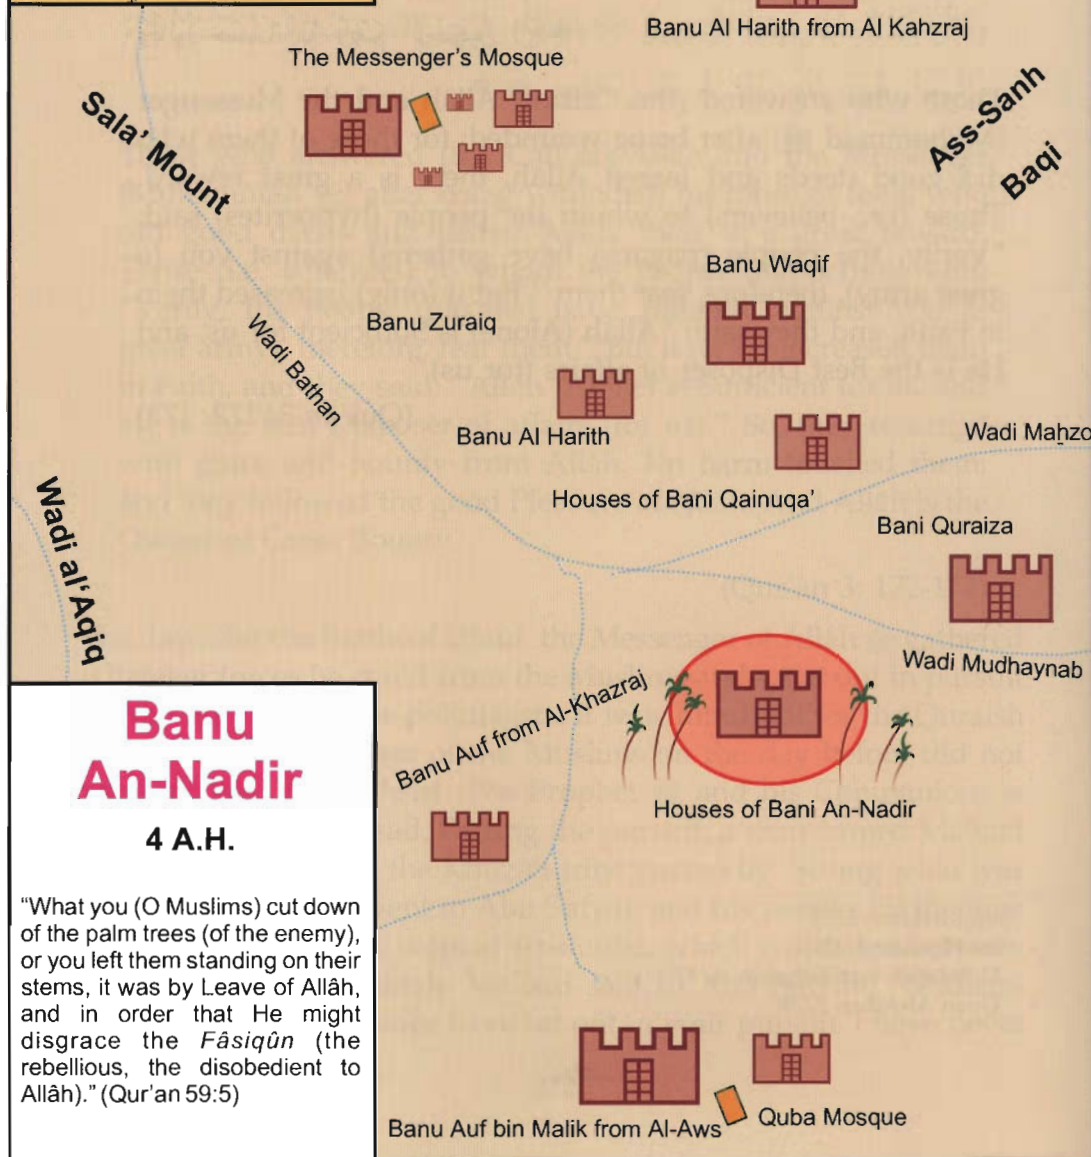 Banu Al Harith from Al Kahzraj
The Messenger's Mosque
Sala' Mount
Ass-Sanh
Baqi
Banu Waqif
Banu Zuraiq
Wadi Bathan
Banu Al Harith
Wadi Maḥzo
Houses of Bani Qainuqa'
Bani Quraiza
Wadi al'Aqiq
Wadi Mudhaynab
Banu Auf from Al-Khazraj
Houses of Bani An-Nadir
Banu
An-Nadir
4 A.H.
"What you (O Muslims) cut down
of the palm trees (of the enemy),
or you left them standing on their
stems, it was by Leave of Allâh,
and in order that He might
disgrace the Fâsiqûn (the
rebellious, the disobedient to
Allâh)." (Qur'an 59:5)
Quba Mosque
Banu Auf bin Malik from Al-Aws